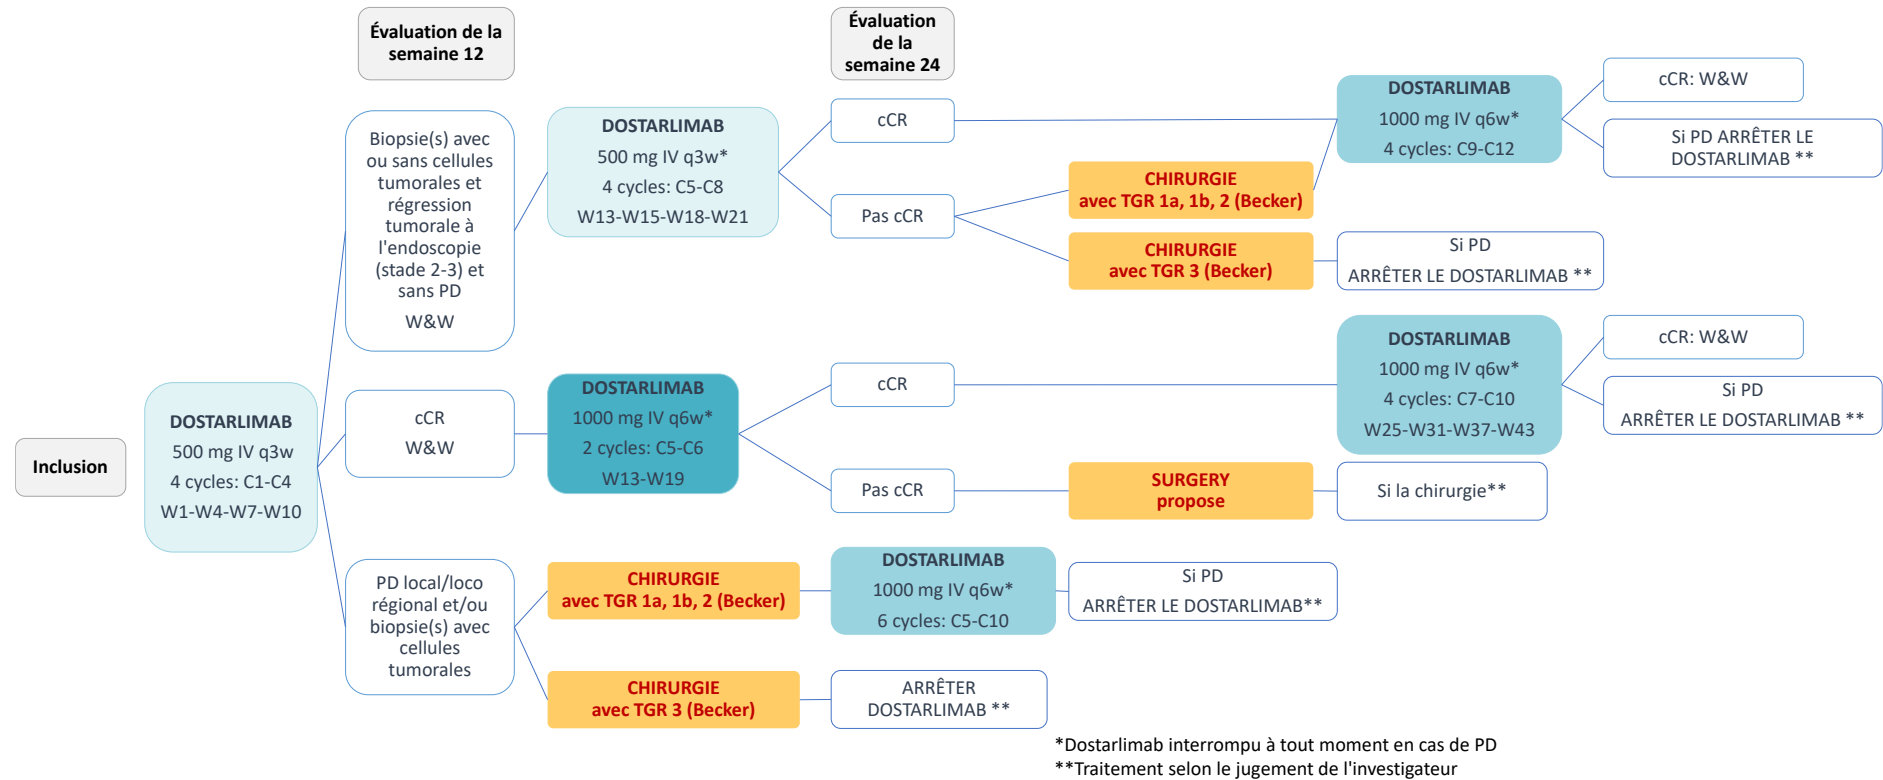 Évaluation de la
semaine 12
Évaluation
de la
semaine 24
Inclusion
DOSTARLIMAB
500 mg IV q3w
4 cycles: C1-C4
W1-W4-W7-W10
Biopsie(s) avec
ou sans cellules
tumorales et
régression
tumorale à
l'endoscopie
(stade 2-3) et
sans PD
W&W
DOSTARLIMAB
500 mg IV q3w*
4 cycles: C5-C8
W13-W15-W18-W21
cCR
Pas cCR
CHIRURGIE
avec TGR 1a, 1b, 2 (Becker)
CHIRURGIE
avec TGR 3 (Becker)
DOSTARLIMAB
1000 mg IV q6w*
4 cycles: C9-C12
cCR: W&W
Si PD ARRÊTER LE
DOSTARLIMAB **
Si PD
ARRÊTER LE DOSTARLIMAB **
cCR
W&W
DOSTARLIMAB
1000 mg IV q6w*
2 cycles: C5-C6
W13-W19
cCR
Pas cCR
SURGERY
propose
DOSTARLIMAB
1000 mg IV q6w*
4 cycles: C7-C10
W25-W31-W37-W43
cCR: W&W
Si PD
ARRÊTER LE DOSTARLIMAB **
Si la chirurgie**
PD local/loco
régional et/ou
biopsie(s) avec
cellules
tumorales
CHIRURGIE
avec TGR 1a, 1b, 2 (Becker)
DOSTARLIMAB
1000 mg IV q6w*
6 cycles: C5-C10
Si PD
ARRÊTER LE DOSTARLIMAB**
CHIRURGIE
avec TGR 3 (Becker)
ARRÊTER
DOSTARLIMAB **
*Dostarlimab interrompu à tout moment en cas de PD
**Traitement selon le jugement de l'investigateur